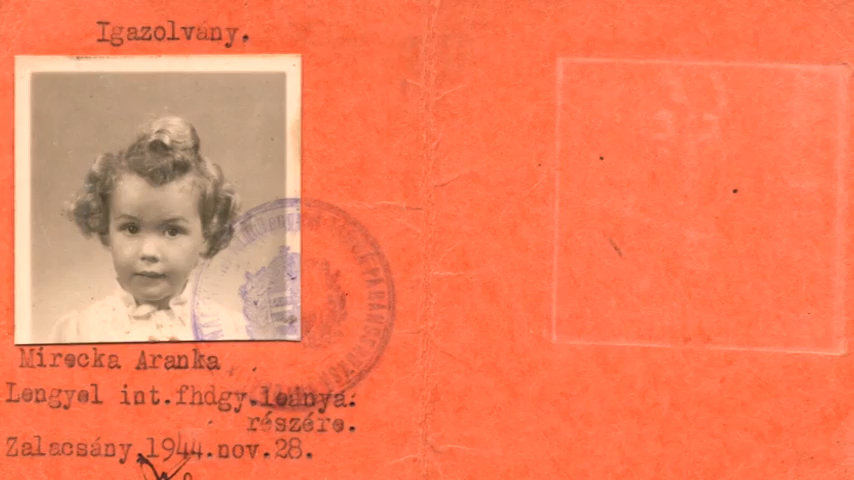 Igazolvány.
Mirecka Aranka
Lengyel int.fhdgy.leánya.
részére.
Zalacsány,1944.nov.28.